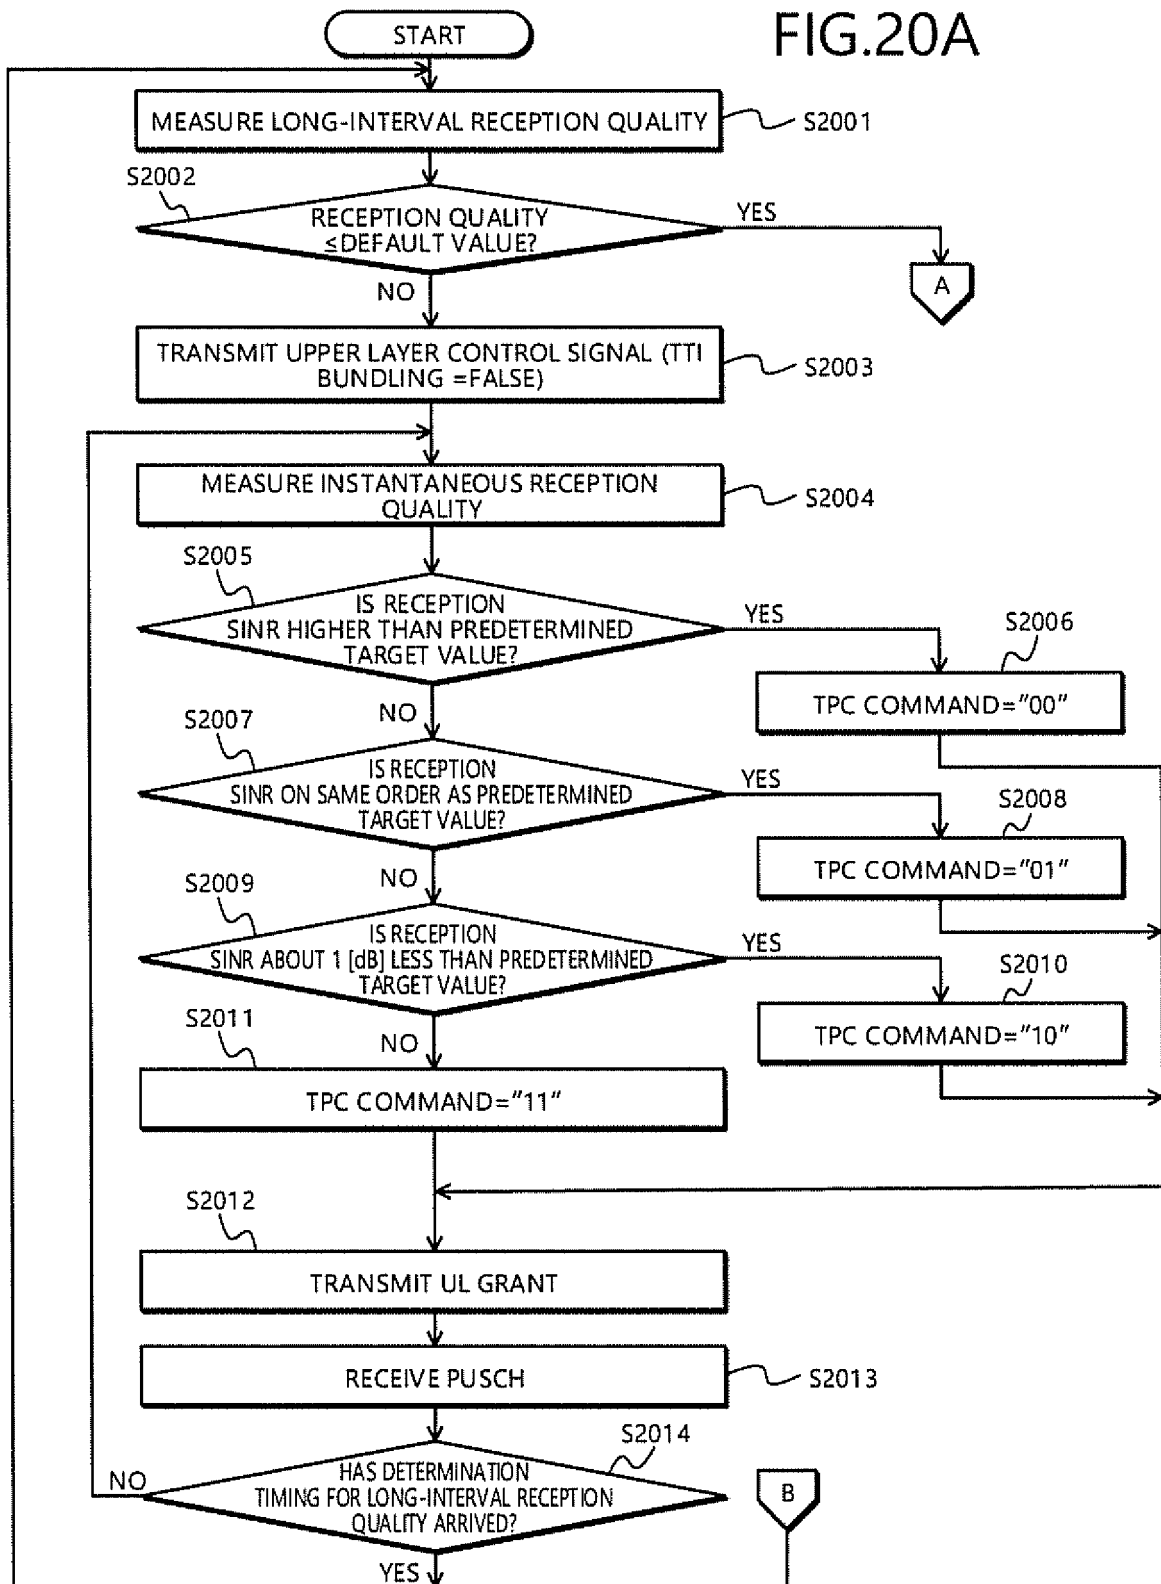 FIG.20A
START
MEASURE LONG-INTERVAL RECEPTION QUALITY
S2001
S2002
RECEPTION QUALITY
≤DEFAULT VALUE?
YES
A
NO
TRANSMIT UPPER LAYER CONTROL SIGNAL (TTI
BUNDLING =FALSE)
S2003
MEASURE INSTANTANEOUS RECEPTION
QUALITY
S2004
S2005
IS RECEPTION
SINR HIGHER THAN PREDETERMINED
TARGET VALUE?
YES
S2006
TPC COMMAND="00"
NO
S2007
IS RECEPTION
SINR ON SAME ORDER AS PREDETERMINED
TARGET VALUE?
YES
S2008
TPC COMMAND="01"
NO
S2009
IS RECEPTION
SINR ABOUT 1 [dB] LESS THAN PREDETERMINED
TARGET VALUE?
YES
S2010
TPC COMMAND="10"
NO
S2011
TPC COMMAND="11"
S2012
TRANSMIT UL GRANT
RECEIVE PUSCH
S2013
S2014
HAS DETERMINATION
TIMING FOR LONG-INTERVAL RECEPTION
QUALITY ARRIVED?
NO
B
YES